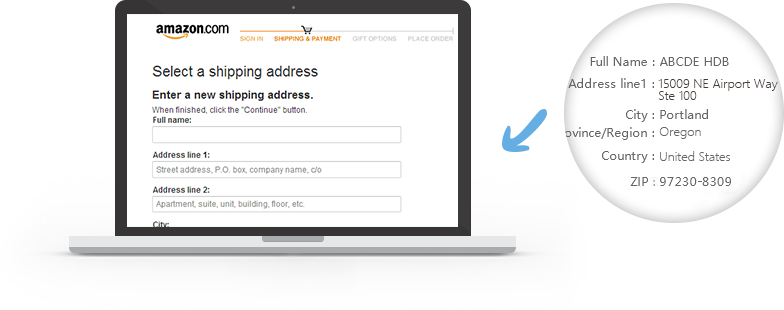 amazon.com
SIGN IN SHIPPING & PAYMENT GIFT OPTIONS PLACE ORDER
Select a shipping address
Enter a new shipping address.
When finished, click the "Continue" button.
Full name:
Address line 1:
Street address, P.O. box, company name, c/o
Address line 2:
Apartment, suite, unit, building, floor, etc.
City:
Full Name : ABCDE HDB
Address line1 : 15009 NE Airport Way
Ste 100
City : Portland
ovince/Region : Oregon
Country : United States
ZIP : 97230-8309